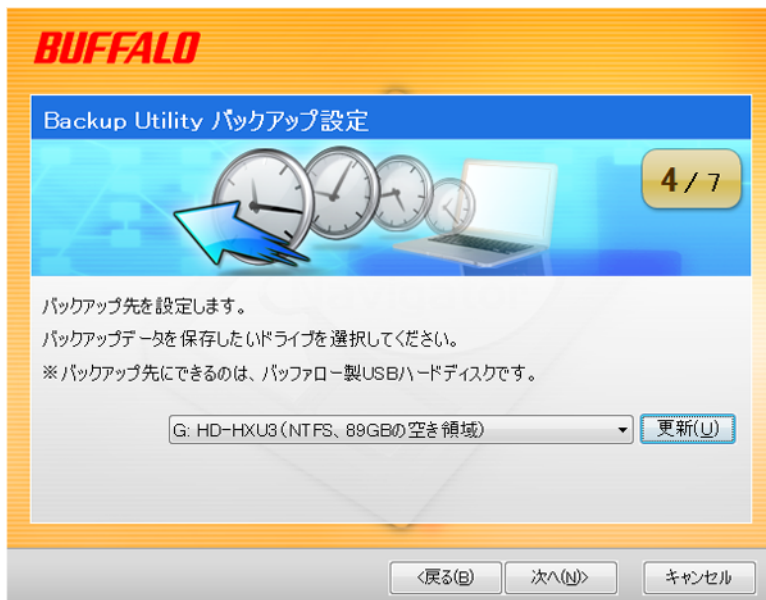 BUFFALO
Backup Utility バックアップ設定
4/7
バックアップ先を設定します。
バックアップデータを保存したいドライブを選択してください。
※バックアップ先にできるのは、バッファロー製USBハードディスクです。
G: HD-HXU3(NTFS、89GBの空き領域)
更新(U)
<戻る(B)
次へ(N)>
キャンセル